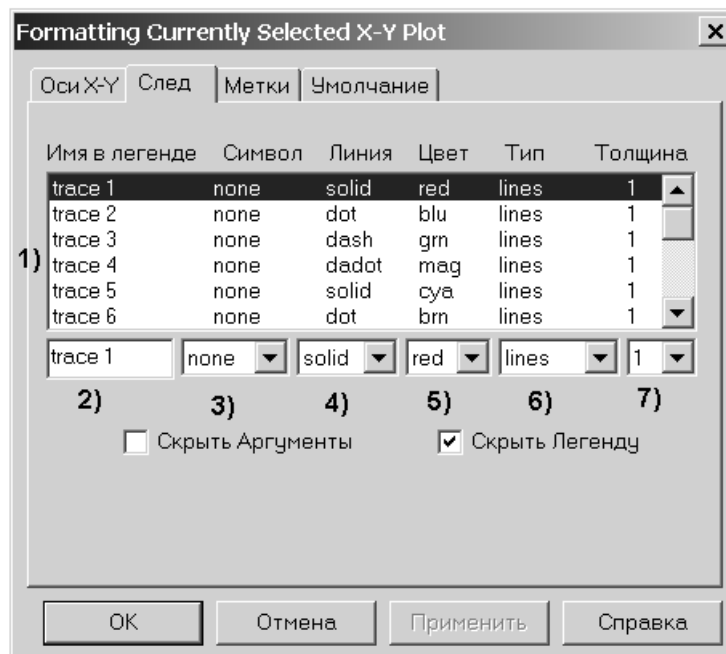 Formatting Currently Selected X-Y Plot
Оси X-Y След Метки Умолчание
Имя в легенде Символ Линия Цвет Тип Толщина
trace 1 none solid red lines 1
trace 2 none dot blu lines 1
trace 3 none dash grn lines 1
1) trace 4 none dadot mag lines 1
trace 5 none solid cya lines 1
trace 6 none dot brn lines 1
trace 1 none solid red lines 1
2) 3) 4) 5) 6) 7)
Скрыть Аргументы Скрыть Легенду
OK Отмена Применить Справка